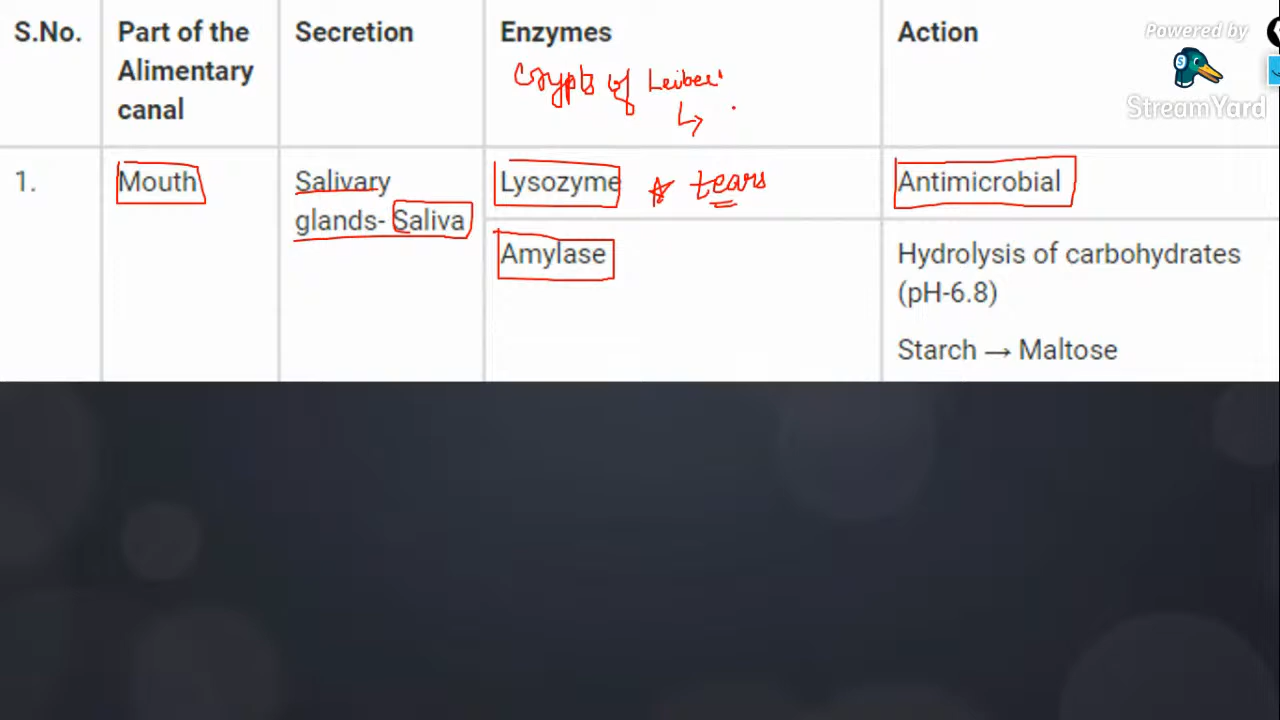 S.No.
Part of the
Alimentary
canal
Secretion
Enzymes
Crypts of Leiber
Action
Powered by
StreamYard
1.
Mouth
Salivary
glands- Saliva
Lysozyme
tears
Antimicrobial
Amylase
Hydrolysis of carbohydrates
(pH-6.8)
Starch → Maltose